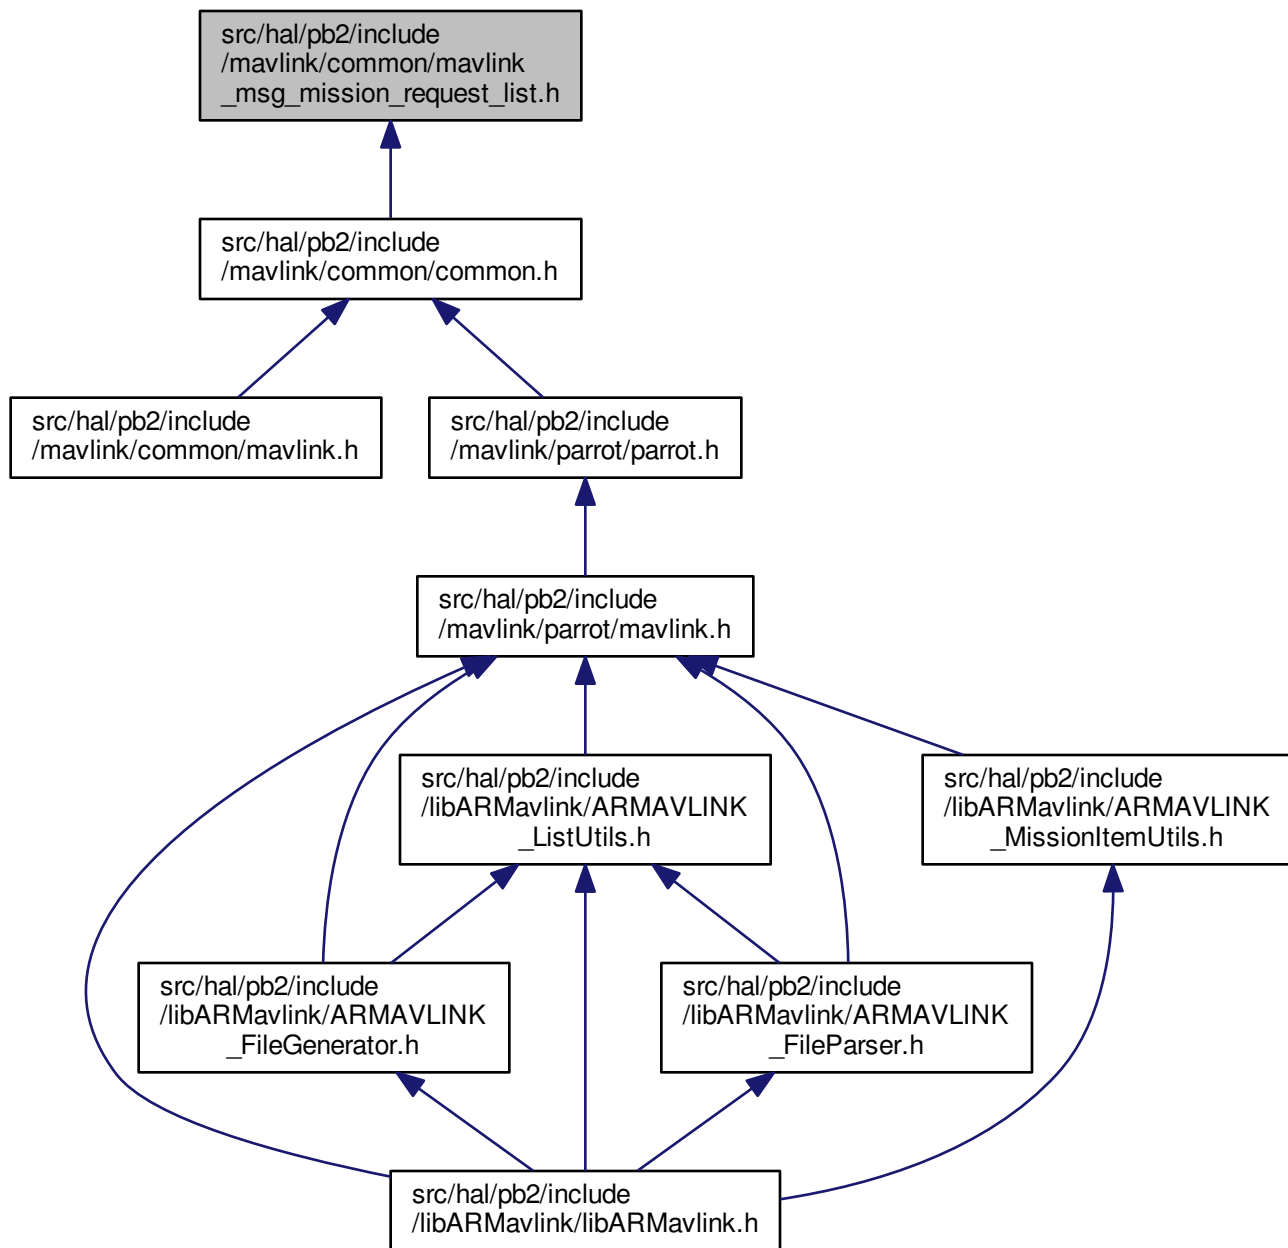 src/hal/pb2/include
/mavlink/common/mavlink
_msg_mission_request_list.h
src/hal/pb2/include
/mavlink/common/common.h
src/hal/pb2/include
/mavlink/common/mavlink.h
src/hal/pb2/include
/mavlink/parrot/parrot.h
src/hal/pb2/include
/mavlink/parrot/mavlink.h
src/hal/pb2/include
/libARMavlink/ARMAVLINK
_ListUtils.h
src/hal/pb2/include
/libARMavlink/ARMAVLINK
_MissionItemUtils.h
src/hal/pb2/include
/libARMavlink/ARMAVLINK
_FileGenerator.h
src/hal/pb2/include
/libARMavlink/ARMAVLINK
_FileParser.h
src/hal/pb2/include
/libARMavlink/libARMavlink.h